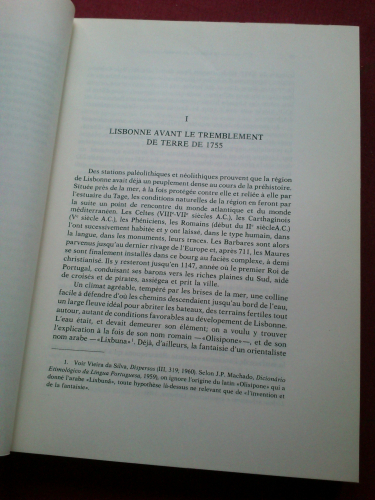 I
LISBONNE AVANT LE TREMBLEMENT
DE TERRE DE 1755
Des stations paléolithiques et néolithiques prouvent que la région
de Lisbonne avait déjà un peuplement dense au cours de la préhistoire.
Située près de la mer, à la fois protégée contre elle et reliée à elle par
l'estuaire du Tage, les conditions naturelles de la région en feront par
la suite un point de rencontre du monde atlantique et du monde
méditerranéen. Les Celtes (VIIIe-VIIe siècles A.C.), les Carthaginois
(Ve siècle A.C.), les Phéniciens, les Romains (début du IIe siècleA.C.)
l'ont successivement habitée et y ont laissé, dans le type humain, dans
la langue, dans les monuments, leurs traces. Les Barbares sont alors
parvenus jusqu'au dernier rivage de l'Europe et, après 711, les Maures
se sont finalement installés dans ce bourg au faciès complexe, à demi
christianisé. Ils y resteront jusqu'en 1147, année où le premier Roi de
Portugal, conduisant ses barons vers les riches plaines du Sud, aidé
de croisés et de pirates, assiégea et prit la ville.
Un climat agréable, tempéré par les brises de la mer, une colline
facile à défendre d'où les chemins descendaient jusqu'au bord de l'eau,
un large fleuve idéal pour abriter les bateaux, des terrains fertiles tout
autour, autant de conditions favorables au développement de Lisbonne.
L'eau était, et devait demeurer son élément; on a voulu y trouver
l'explication à la fois de son nom romain —«Olisipone»—, et de son
nom arabe —«Lisbuna»¹. Déjà, d'ailleurs, la fantaisie d'un orientaliste
1. Voir Vieira da Silva, Dispersos (III, 319; 1960). Selon J.P. Machado, Dicionário
Etimológico da Língua Portuguesa, 1959), on ignore l'origine du latin «Olisipone» qui a
donné l'arabe «Lisbunâ», toute hypothèse là-dessus ne relevant que de «l'invention et
de la fantaisie».